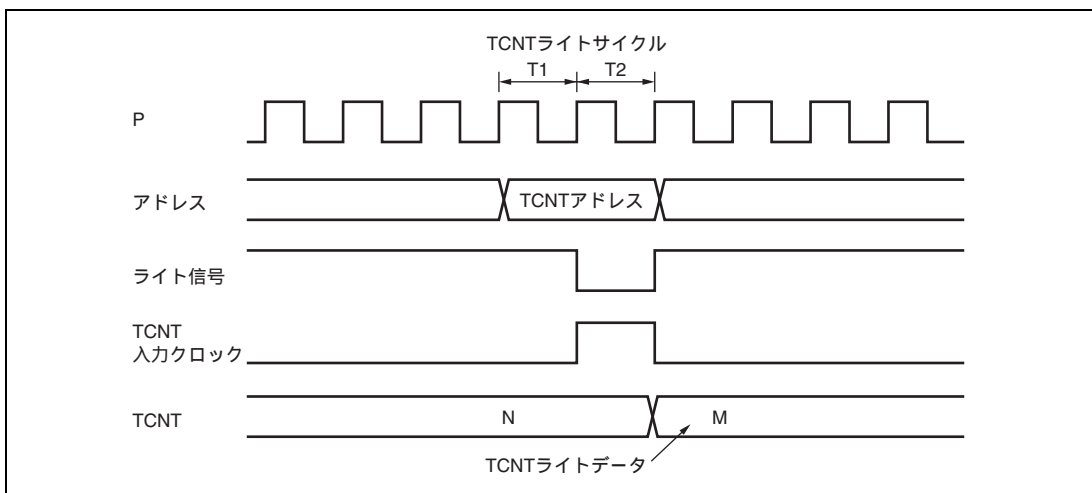 TCNTライトサイクル
T1 T2
P
アドレス
TCNTアドレス
ライト信号
TCNT
入力クロック
TCNT
N
M
TCNTライトデータ